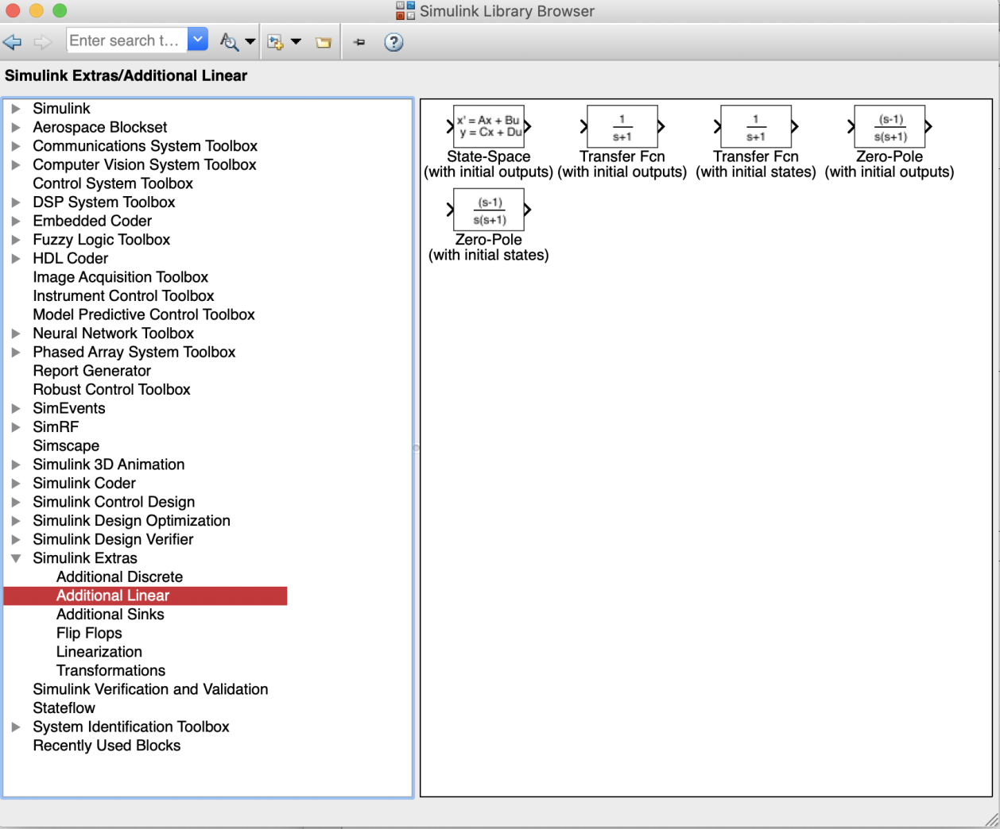 Simulink Library Browser
Enter search t...
Simulink Extras/Additional Linear
Simulink
Aerospace Blockset
Communications System Toolbox
Computer Vision System Toolbox
Control System Toolbox
DSP System Toolbox
Embedded Coder
Fuzzy Logic Toolbox
HDL Coder
Image Acquisition Toolbox
Instrument Control Toolbox
Model Predictive Control Toolbox
Neural Network Toolbox
Phased Array System Toolbox
Report Generator
Robust Control Toolbox
SimEvents
SimRF
Simscape
Simulink 3D Animation
Simulink Coder
Simulink Control Design
Simulink Design Optimization
Simulink Design Verifier
Simulink Extras
Additional Discrete
Additional Linear
Additional Sinks
Flip Flops
Linearization
Transformations
Simulink Verification and Validation
Stateflow
System Identification Toolbox
Recently Used Blocks
x' = Ax + Bu
y = Cx + Du
State-Space
(with initial outputs)
1
s+1
Transfer Fcn
(with initial outputs)
1
s+1
Transfer Fcn
(with initial states)
(s-1)
s(s+1)
Zero-Pole
(with initial outputs)
(s-1)
s(s+1)
Zero-Pole
(with initial states)